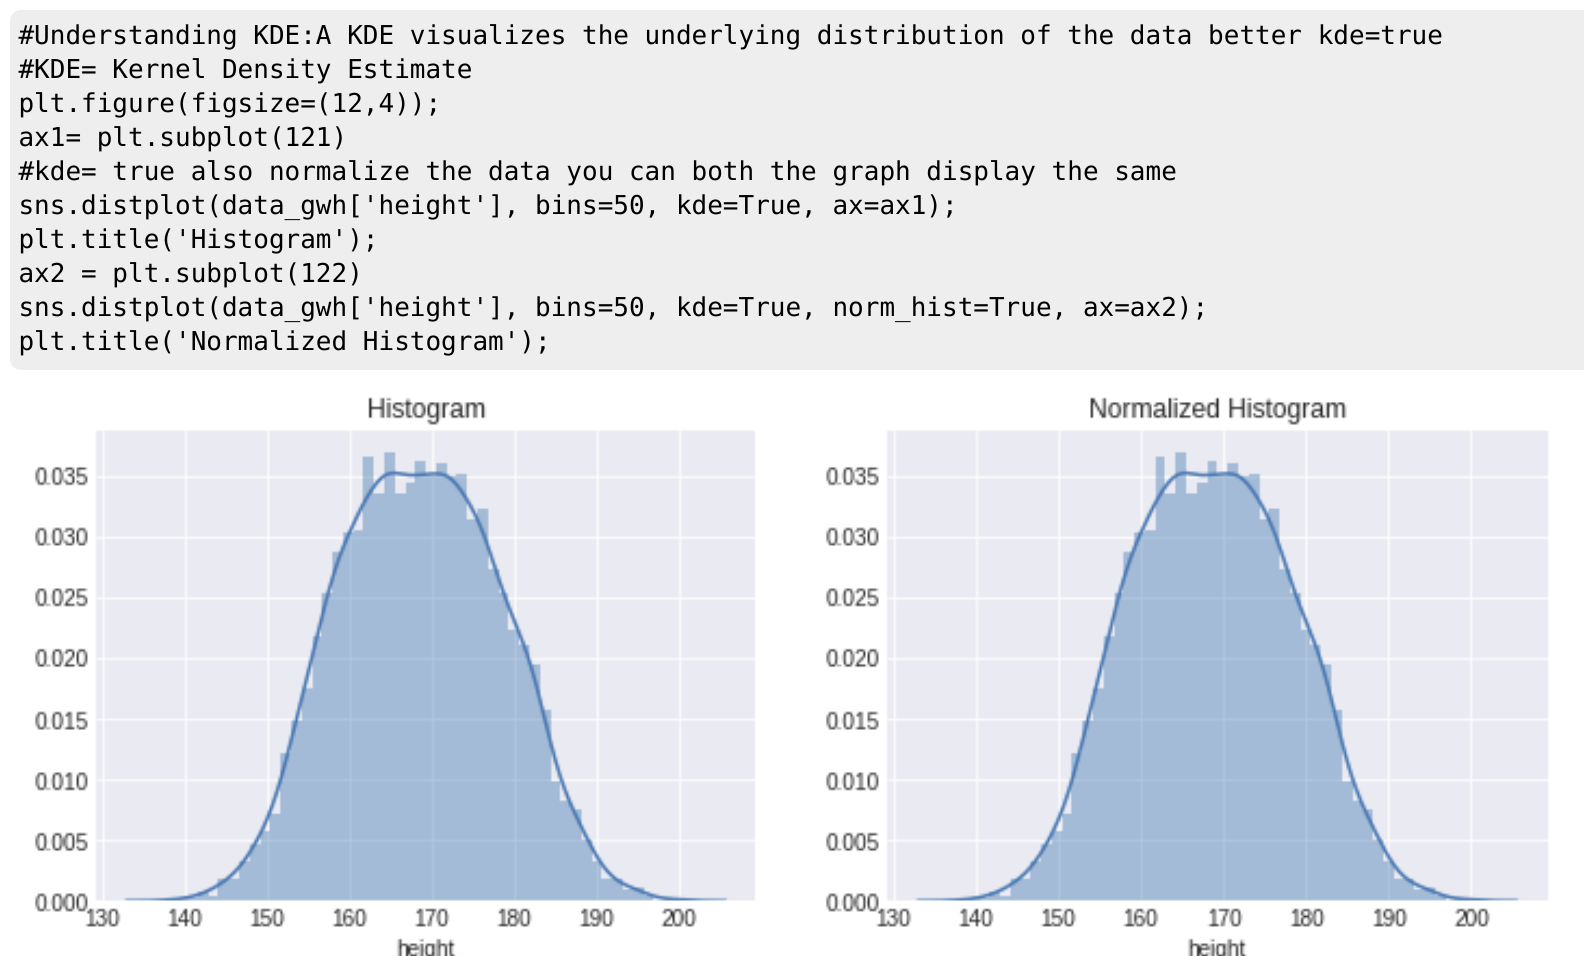 #Understanding KDE:A KDE visualizes the underlying distribution of the data better kde=true
#KDE= Kernel Density Estimate
plt.figure(figsize=(12,4));
ax1= plt.subplot(121)
#kde= true also normalize the data you can both the graph display the same
sns.distplot(data_gwh['height'], bins=50, kde=True, ax=ax1);
plt.title('Histogram');
ax2 = plt.subplot(122)
sns.distplot(data_gwh['height'], bins=50, kde=True, norm_hist=True, ax=ax2);
plt.title('Normalized Histogram');
Histogram
0.035
0.030
0.025
0.020
0.015
0.010
0.005
0.000
130 140 150 160 170 180 190 200
height
Normalized Histogram
0.035
0.030
0.025
0.020
0.015
0.010
0.005
0.000
130 140 150 160 170 180 190 200
height